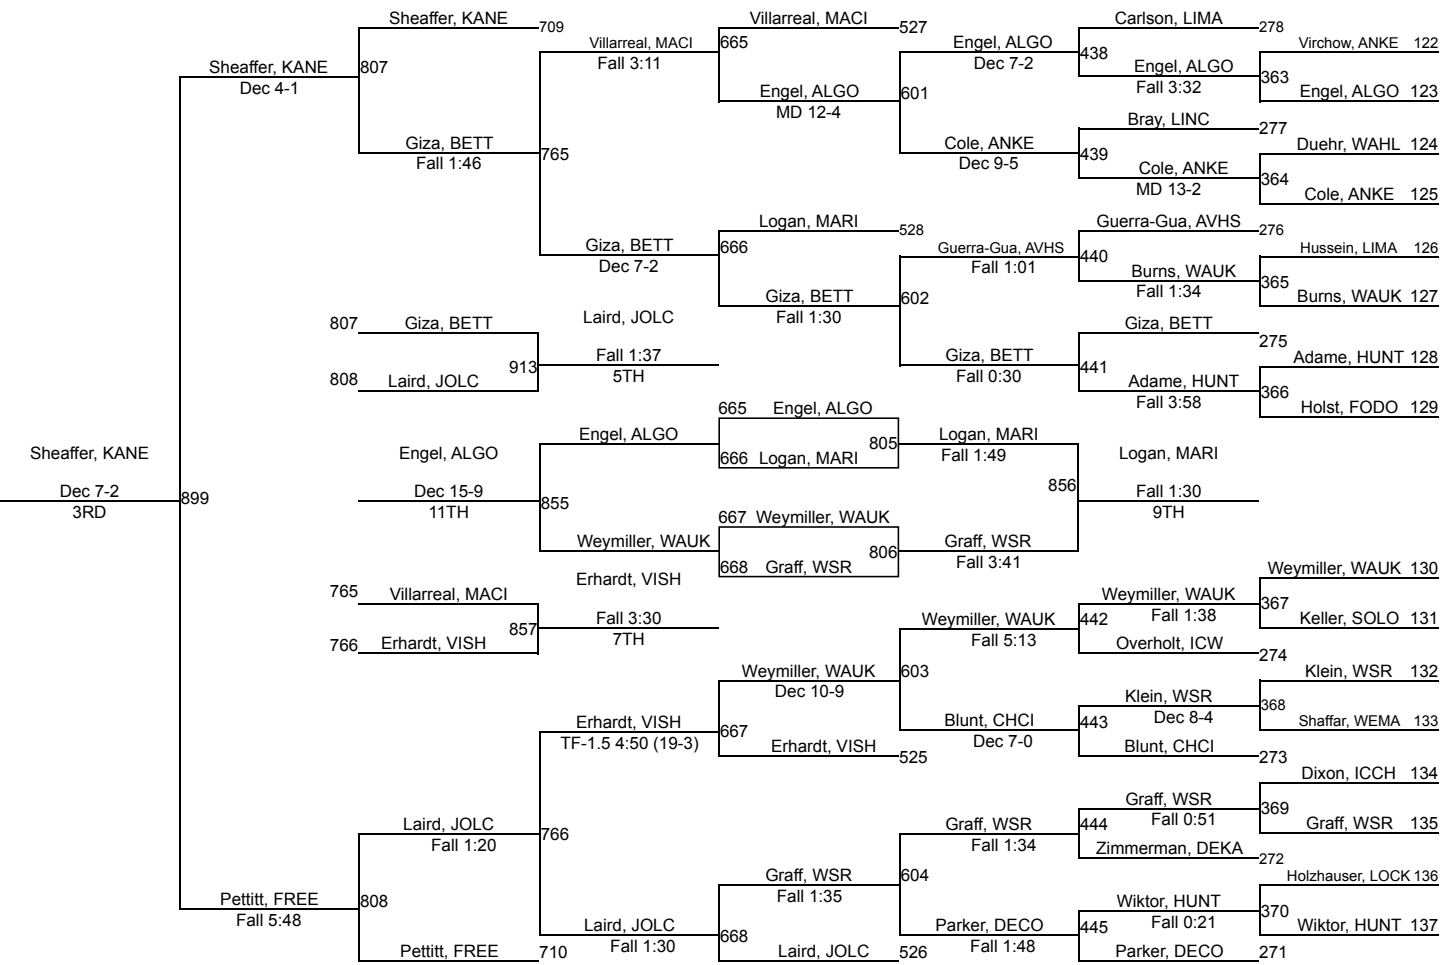 Sheaffer, KANE
Villarreal, MACI
Carlson, LIMA
709
527
278
Villarreal, MACI
665
Engel, ALGO
Virchow, ANKE 122
Sheaffer, KANE
807
Fall 3:11
Dec 7-2
438
Engel, ALGO
Dec 4-1
Fall 3:32
363
Engel, ALGO
601
Engel, ALGO 123
MD 12-4
Bray, LINC
277
Giza, BETT
765
Cole, ANKE
439
Duehr, WAHL 124
Fall 1:46
Dec 9-5
Cole, ANKE
364
MD 13-2
Cole, ANKE 125
Logan, MARI
528
Guerra-Gua, AVHS
276
Giza, BETT
666
Guerra-Gua, AVHS
440
Hussein, LIMA 126
Dec 7-2
Fall 1:01
Burns, WAUK
365
Giza, BETT
602
Fall 1:34
Burns, WAUK 127
807
Giza, BETT
Laird, JOLC
Fall 1:30
Giza, BETT
275
913
Fall 1:37
Giza, BETT
441
Adame, HUNT 128
808
Laird, JOLC
5TH
Fall 0:30
Adame, HUNT
366
Fall 3:58
Holst, FODO 129
665 Engel, ALGO
Engel, ALGO
805
Logan, MARI
Sheaffer, KANE
Engel, ALGO
666 Logan, MARI
Fall 1:49
Logan, MARI
Dec 7-2
899
Dec 15-9
855
856
Fall 1:30
3RD
11TH
9TH
667 Weymiller, WAUK
Weymiller, WAUK
806
Graff, WSR
668 Graff, WSR
Fall 3:41
Erhardt, VISH
Weymiller, WAUK 130
765
Villarreal, MACI
Weymiller, WAUK
367
857
Fall 3:30
Weymiller, WAUK
442
Fall 1:38
Keller, SOLO 131
766
Erhardt, VISH
7TH
Fall 5:13
Overholt, ICW
274
Weymiller, WAUK
603
Klein, WSR 132
Dec 10-9
Klein, WSR
368
Erhardt, VISH
667
Blunt, CHCI
443
Dec 8-4
Shaffar, WEMA 133
TF-1.5 4:50 (19-3)
Erhardt, VISH
525
Dec 7-0
Blunt, CHCI
273
Dixon, ICCH 134
Graff, WSR
369
Laird, JOLC
766
Graff, WSR
444
Fall 0:51
Graff, WSR 135
Fall 1:20
Fall 1:34
Zimmerman, DEKA
272
Graff, WSR
604
Holzhauser, LOCK 136
Pettitt, FREE
808
Fall 1:35
Wiktor, HUNT
370
Fall 5:48
Laird, JOLC
668
Parker, DECO
445
Fall 0:21
Wiktor, HUNT 137
Pettitt, FREE
710
Fall 1:30
Laird, JOLC
526
Fall 1:48
Parker, DECO
271